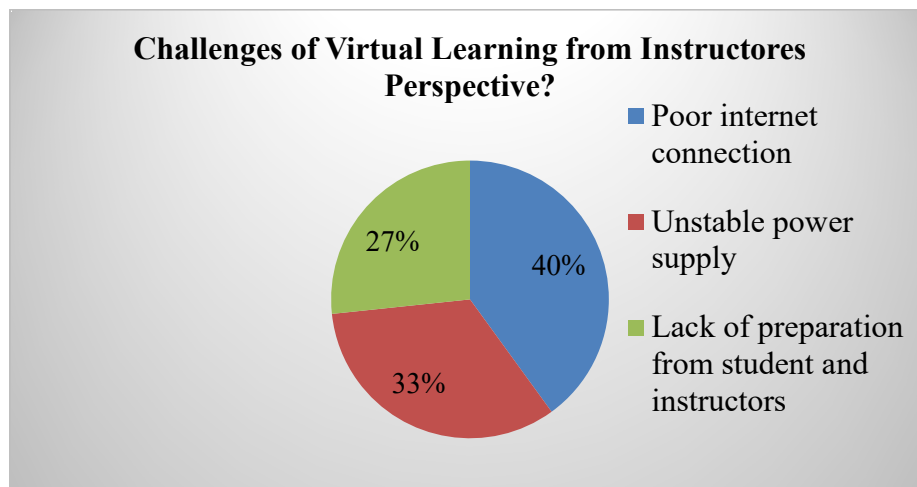 Challenges of Virtual Learning from Instructores
Perspective?
Poor internet
connection
Unstable power
supply
Lack of preparation
from student and
instructors
27%
40%
33%